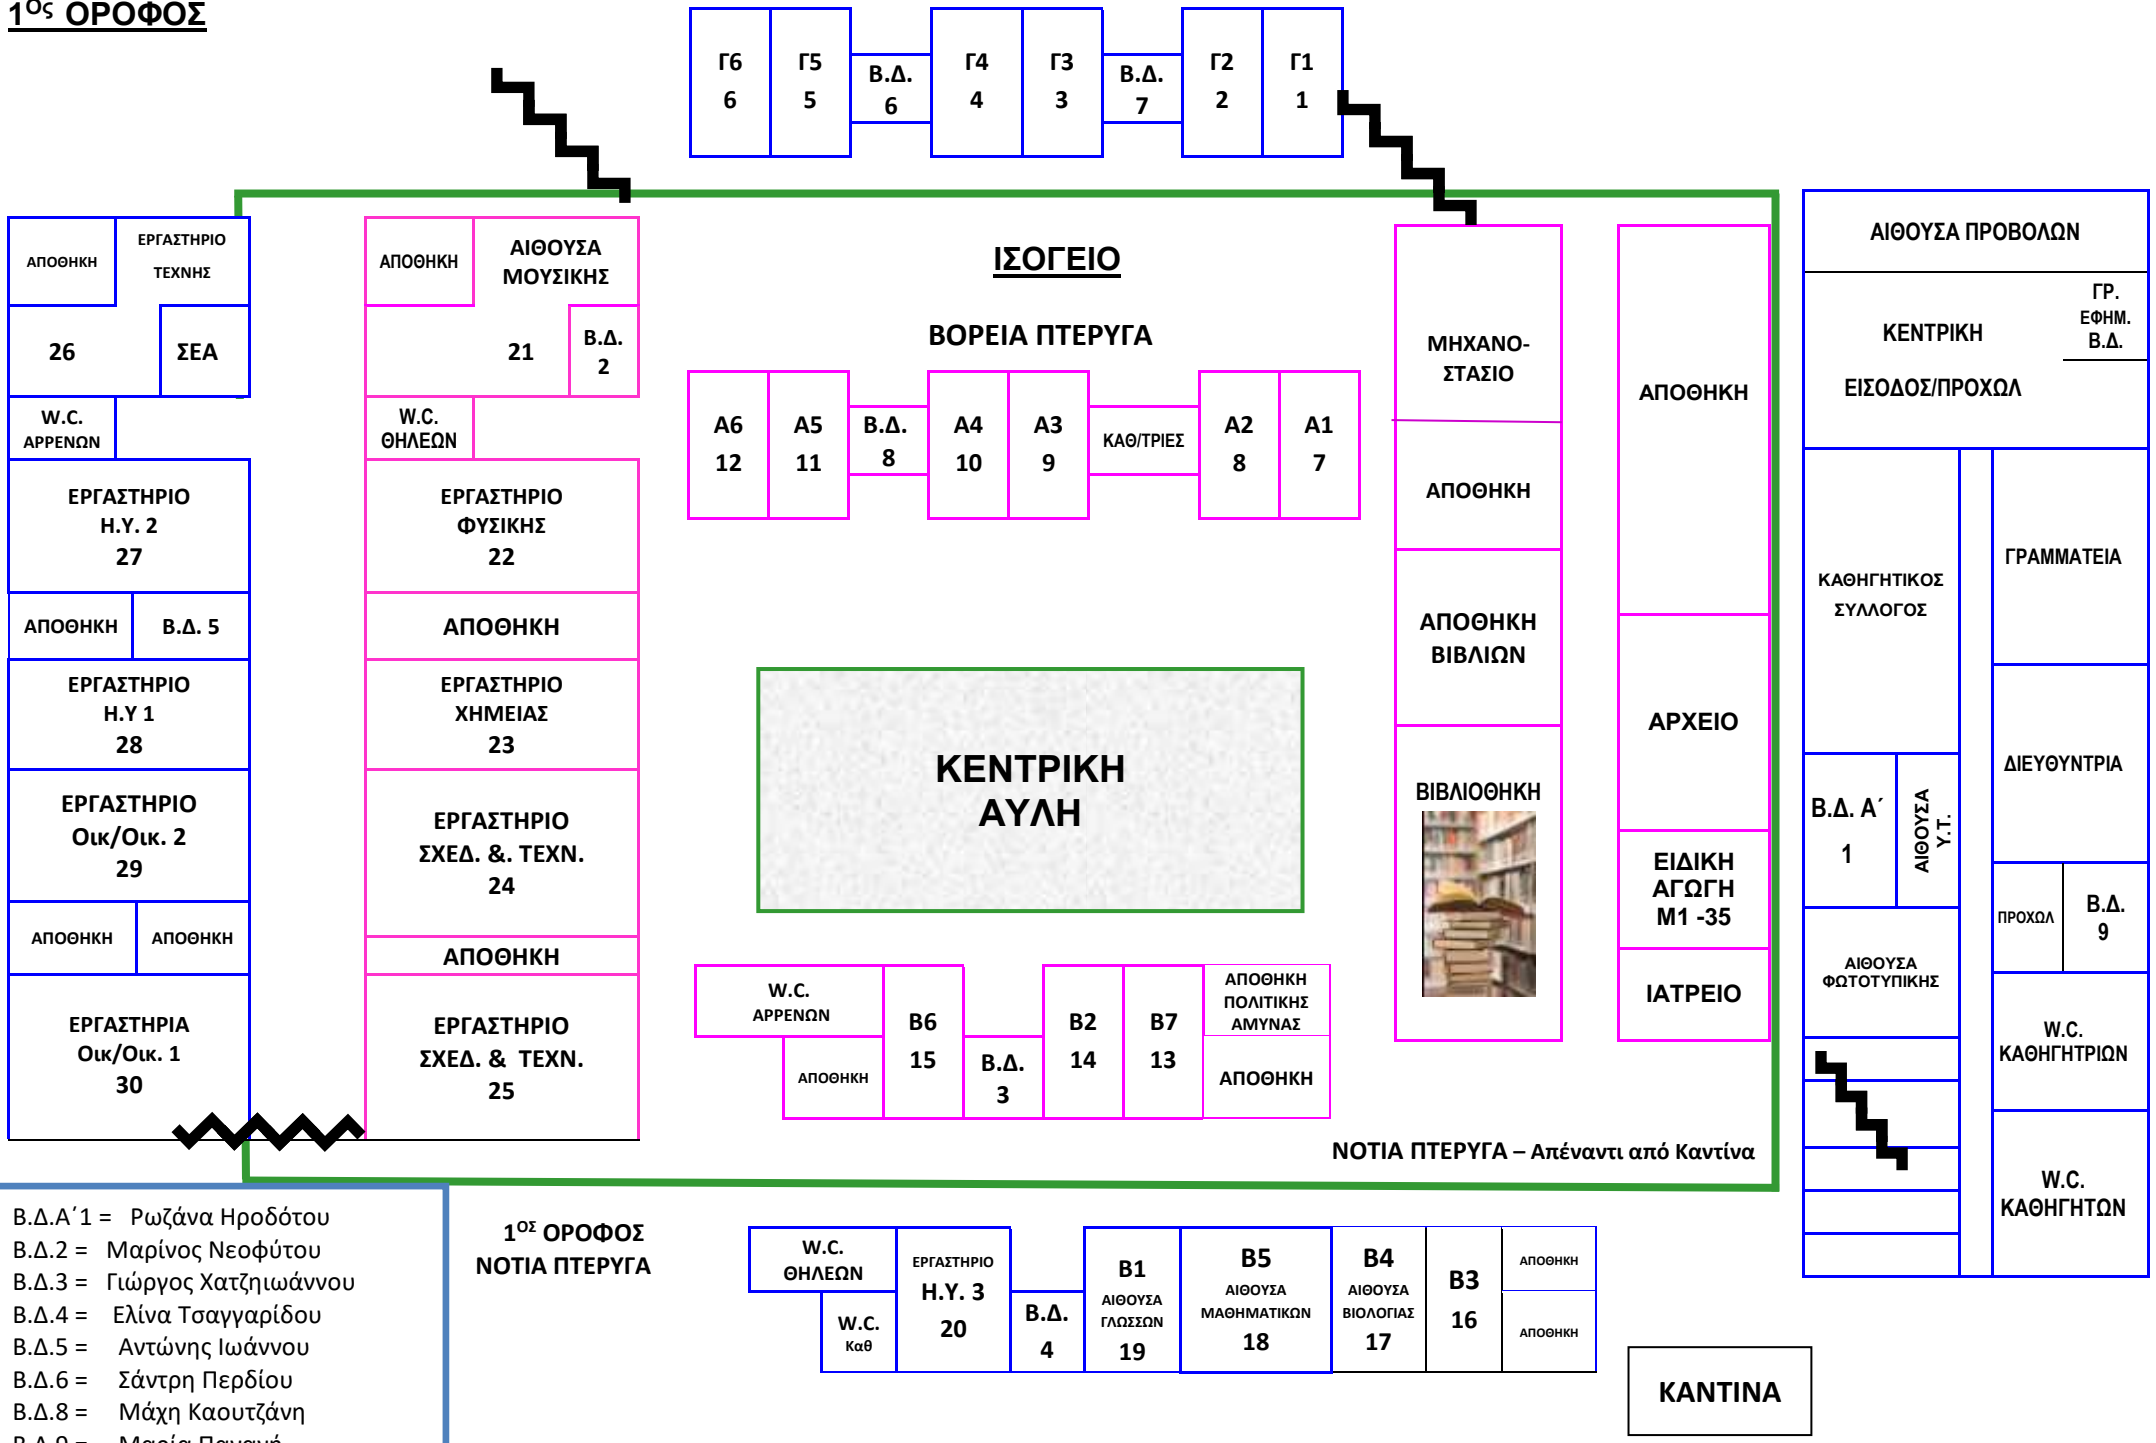 1ος ΟΡΟΦΟΣ
Γ6
6
Γ5
5
Β.Δ.
6
Γ4
4
Γ3
3
Β.Δ.
7
Γ2
2
Γ1
1
ΑΠΟΘΗΚΗ
ΕΡΓΑΣΤΗΡΙΟ
ΤΕΧΝΗΣ
26
ΣΕΑ
W.C.
ΑΡΡΕΝΩΝ
ΕΡΓΑΣΤΗΡΙΟ
Η.Υ. 2
27
ΑΠΟΘΗΚΗ
Β.Δ. 5
ΕΡΓΑΣΤΗΡΙΟ
Η.Υ 1
28
ΕΡΓΑΣΤΗΡΙΟ
Οικ/Οικ. 2
29
ΑΠΟΘΗΚΗ
ΑΠΟΘΗΚΗ
ΕΡΓΑΣΤΗΡΙΑ
Οικ/Οικ. 1
30
ΑΠΟΘΗΚΗ
ΑΙΘΟΥΣΑ
ΜΟΥΣΙΚΗΣ
21
Β.Δ.
2
W.C.
ΘΗΛΕΩΝ
ΕΡΓΑΣΤΗΡΙΟ
ΦΥΣΙΚΗΣ
22
ΑΠΟΘΗΚΗ
ΕΡΓΑΣΤΗΡΙΟ
ΧΗΜΕΙΑΣ
23
ΕΡΓΑΣΤΗΡΙΟ
ΣΧΕΔ. &. ΤΕΧΝ.
24
ΑΠΟΘΗΚΗ
ΕΡΓΑΣΤΗΡΙΟ
ΣΧΕΔ. & ΤΕΧΝ.
25
ΙΣΟΓΕΙΟ
ΒΟΡΕΙΑ ΠΤΕΡΥΓΑ
Α6
12
Α5
11
Β.Δ.
8
Α4
10
Α3
9
ΚΑΘ/ΤΡΙΕΣ
Α2
8
Α1
7
ΚΕΝΤΡΙΚΗ
ΑΥΛΗ
W.C.
ΑΡΡΕΝΩΝ
ΑΠΟΘΗΚΗ
Β6
15
Β.Δ.
3
Β2
14
Β7
13
ΑΠΟΘΗΚΗ
ΠΟΛΙΤΙΚΗΣ
ΑΜΥΝΑΣ
ΑΠΟΘΗΚΗ
ΝΟΤΙΑ ΠΤΕΡΥΓΑ – Απέναντι από Καντίνα
ΜΗΧΑΝΟ-
ΣΤΑΣΙΟ
ΑΠΟΘΗΚΗ
ΑΠΟΘΗΚΗ
ΒΙΒΛΙΩΝ
ΒΙΒΛΙΟΘΗΚΗ
ΑΠΟΘΗΚΗ
ΑΡΧΕΙΟ
ΕΙΔΙΚΗ
ΑΓΩΓΗ
Μ1 -35
ΙΑΤΡΕΙΟ
ΑΙΘΟΥΣΑ ΠΡΟΒΟΛΩΝ
ΚΕΝΤΡΙΚΗ
ΕΙΣΟΔΟΣ/ΠΡΟΧΩΛ
ΓΡ.
ΕΦΗΜ.
Β.Δ.
ΚΑΘΗΓΗΤΙΚΟΣ
ΣΥΛΛΟΓΟΣ
ΓΡΑΜΜΑΤΕΙΑ
ΔΙΕΥΘΥΝΤΡΙΑ
Β.Δ. Α΄
1
ΑΙΘΟΥΣΑ
Υ.Τ.
ΠΡΟΧΩΛ
Β.Δ.
9
ΑΙΘΟΥΣΑ
ΦΩΤΟΤΥΠΙΚΗΣ
W.C.
ΚΑΘΗΓΗΤΡΙΩΝ
W.C.
ΚΑΘΗΓΗΤΩΝ
Β.Δ.Α΄1 = Ρωζάνα Ηροδότου
Β.Δ.2 = Μαρίνος Νεοφύτου
Β.Δ.3 = Γιώργος Χατζηιωάννου
Β.Δ.4 = Ελίνα Τσαγγαρίδου
Β.Δ.5 = Αντώνης Ιωάννου
Β.Δ.6 = Σάντρη Περδίου
Β.Δ.8 = Μάχη Καουτζάνη
Β.Δ.9 = Μαρία
1ΟΣ ΟΡΟΦΟΣ
ΝΟΤΙΑ ΠΤΕΡΥΓΑ
W.C.
ΘΗΛΕΩΝ
W.C.
Καθ
ΕΡΓΑΣΤΗΡΙΟ
Η.Υ. 3
20
Β.Δ.
4
Β1
ΑΙΘΟΥΣΑ
ΓΛΩΣΣΩΝ
19
Β5
ΑΙΘΟΥΣΑ
ΜΑΘΗΜΑΤΙΚΩΝ
18
Β4
ΑΙΘΟΥΣΑ
ΒΙΟΛΟΓΙΑΣ
17
Β3
16
ΑΠΟΘΗΚΗ
ΑΠΟΘΗΚΗ
ΚΑΝΤΙΝΑ